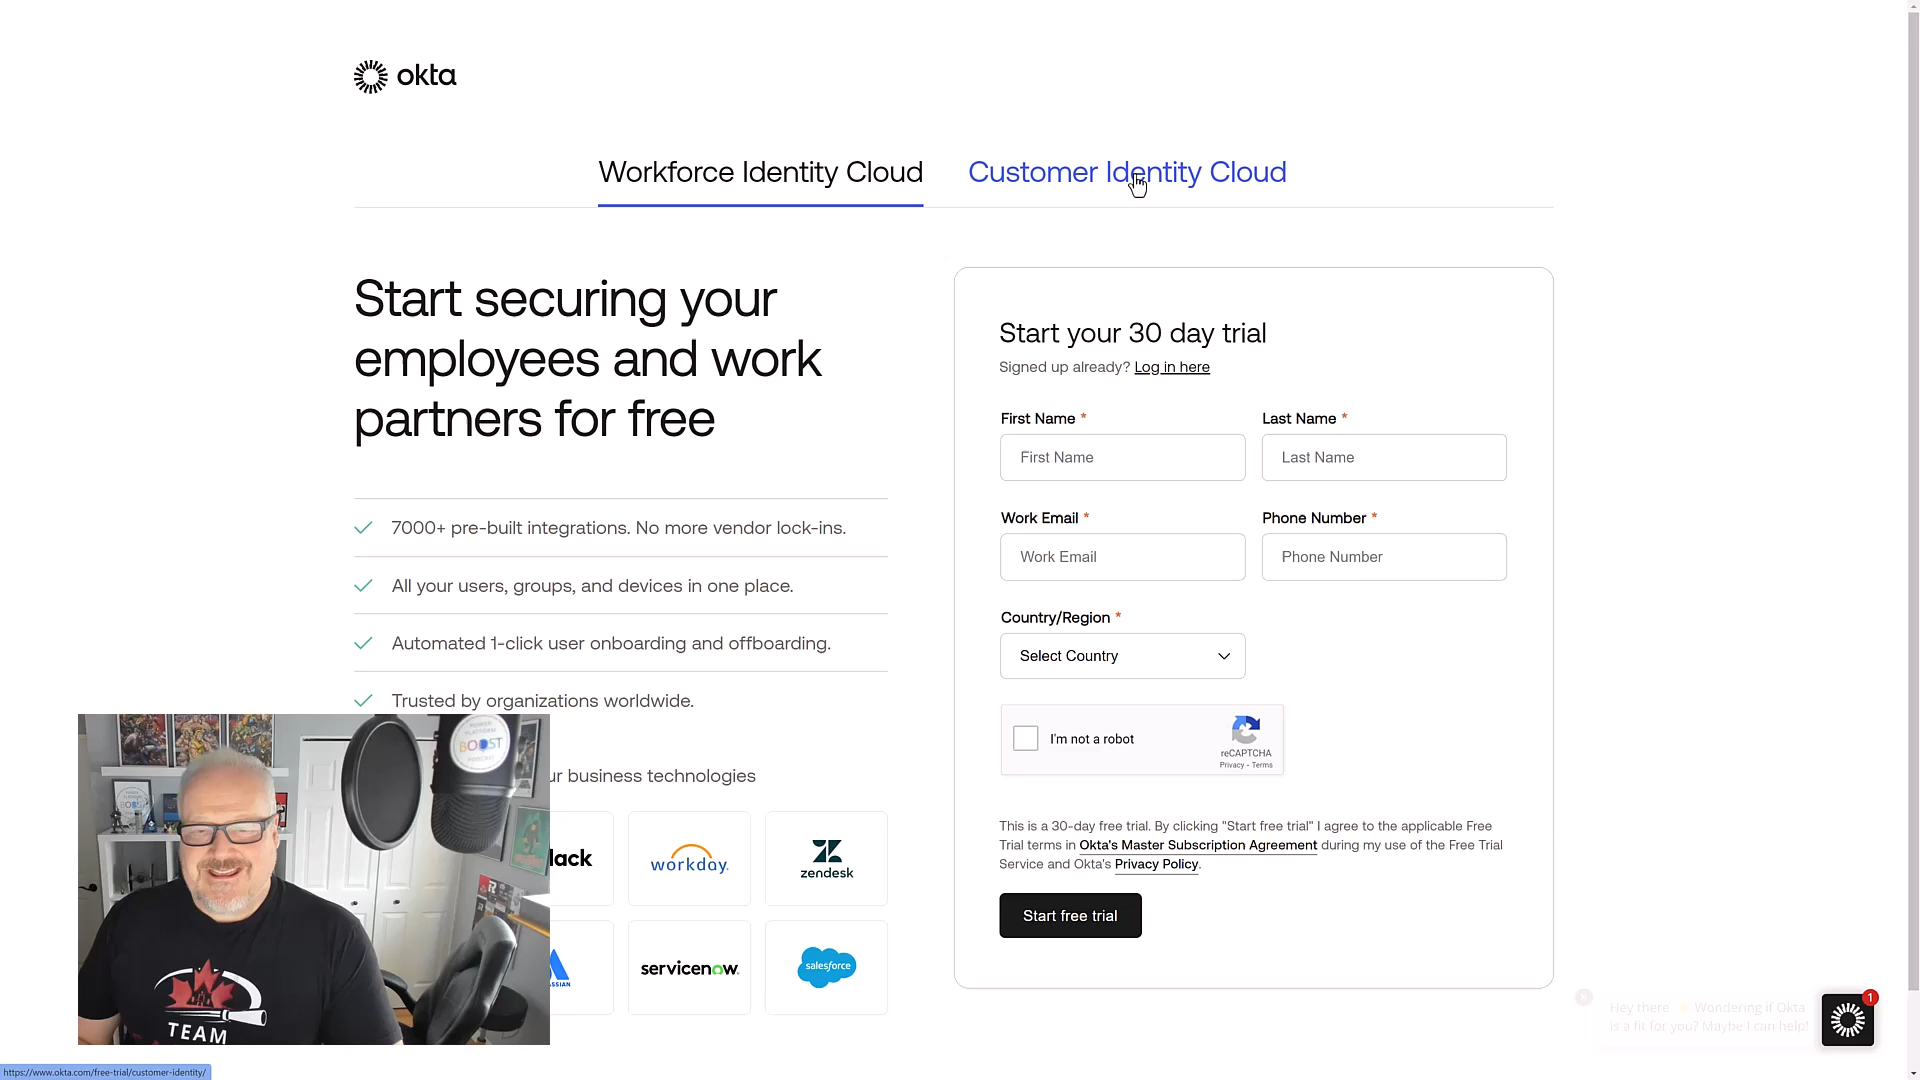 okta
Workforce Identity Cloud
Customer Identity Cloud
Start securing your
employees and work
partners for free
7000+ pre-built integrations. No more vendor lock-ins.
All your users, groups, and devices in one place.
Automated 1-click user onboarding and offboarding.
Trusted by organizations worldwide.
ur business technologies
lack
workday.
zendesk
SSIAN
servicenow.
salesforce
Start your 30 day trial
Signed up already? Log in here
First Name *
Last Name *
First Name
Last Name
Work Email *
Phone Number *
Work Email
Phone Number
Country/Region *
Select Country
I'm not a robot
reCAPTCHA
Privacy - Terms
This is a 30-day free trial. By clicking "Start free trial" I agree to the applicable Free
Trial terms in Okta's Master Subscription Agreement during my use of the Free Trial
Service and Okta's Privacy Policy.
Start free trial
BOOST
TEAM
Hey there Wondering if Okta
is a fit for you? Maybe I can help!
1
https://www.okta.com/free-trial/customer-identity/